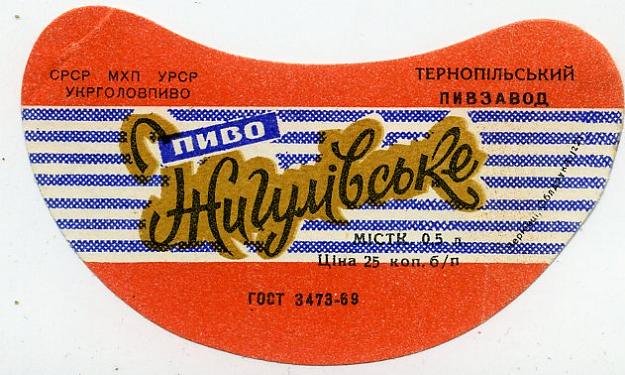 СРСР МХП УРСР
УКРГОЛОВПИВО
ТЕРНОПІЛЬСЬКИЙ
ПИВЗАВОД
ПИВО
Жигулівське
МІСТК. 0,5 л.
Ціна 25 коп. б/п
ГОСТ 3473-69